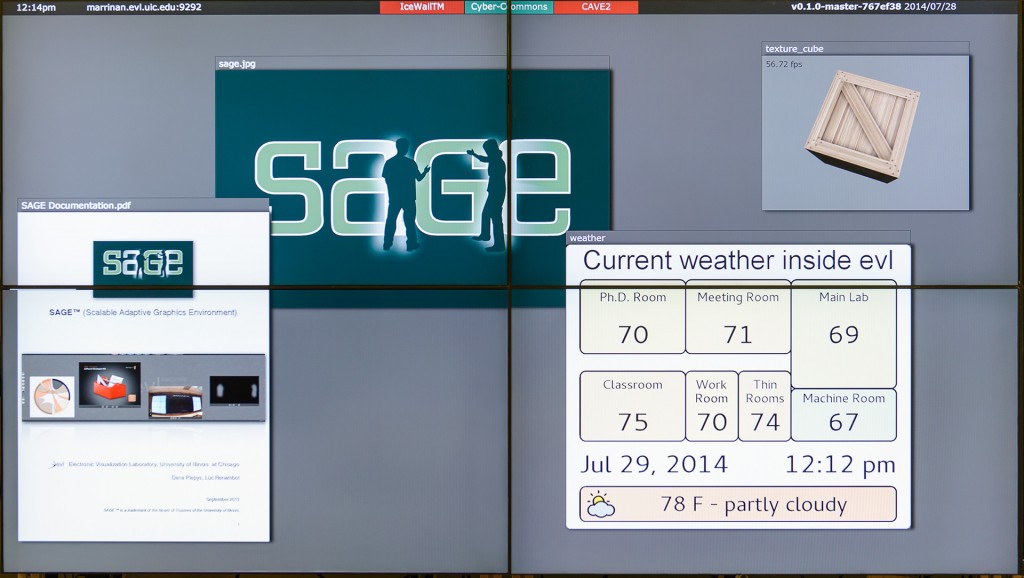 12:14pm marrinan.evl.uic.edu:9292 IceWallTM Cyber-Commons CAVE2 v0.1.0-master-767ef38 2014/07/28
texture_cube
56.72 fps
sage.jpg
sage
SAGE Documentation.pdf
sage
SAGE™ (Scalable Adaptive Graphics Environment)
Electronic Visualization Laboratory, University of Illinois at Chicago
Luc Renambot
September 2012
SAGE™ is a trademark of the Board of Trustees of the University of Illinois
weather
Current weather inside evl
Ph.D. Room Meeting Room Main Lab
70 71 69
Classroom Work Room Thin Rooms Machine Room
75 70 74 67
Jul 29, 2014 12:12 pm
78 F - partly cloudy